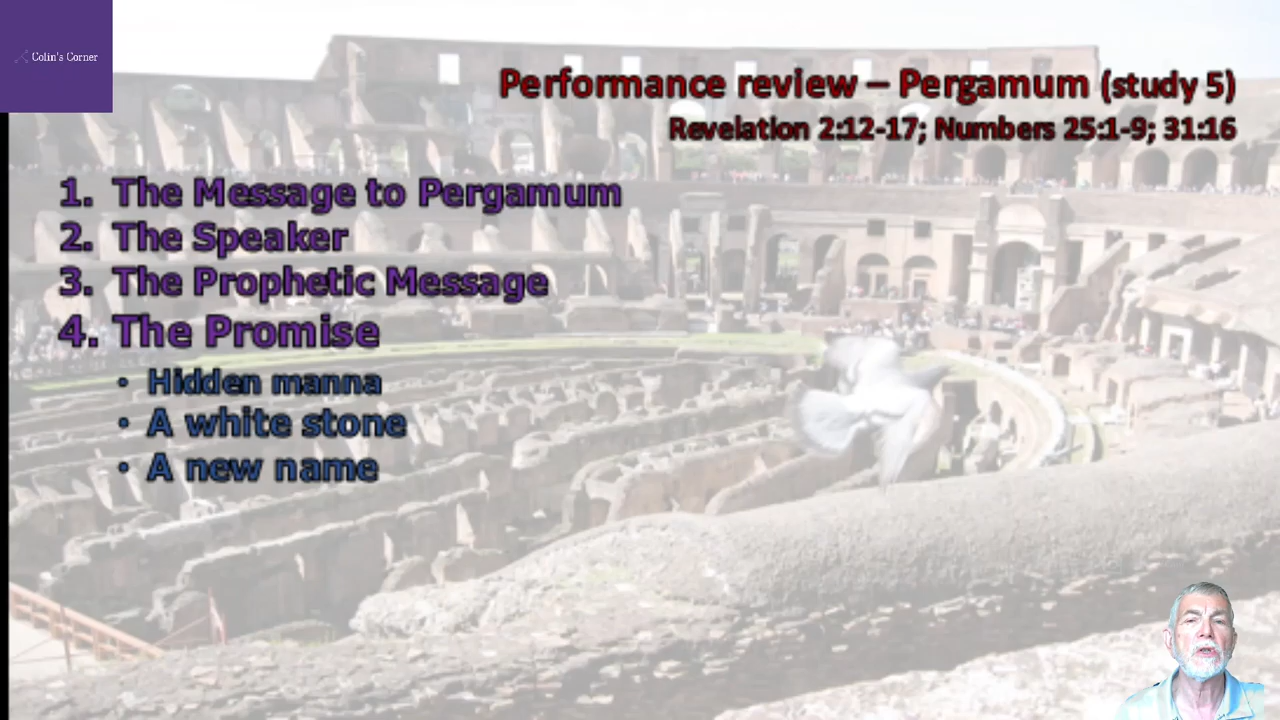 Colin's Corner
Performance review – Pergamum (study 5)
Revelation 2:12-17; Numbers 25:1-9; 31:16
1. The Message to Pergamum
2. The Speaker
3. The Prophetic Message
4. The Promise
• Hidden manna
• A white stone
• A new name